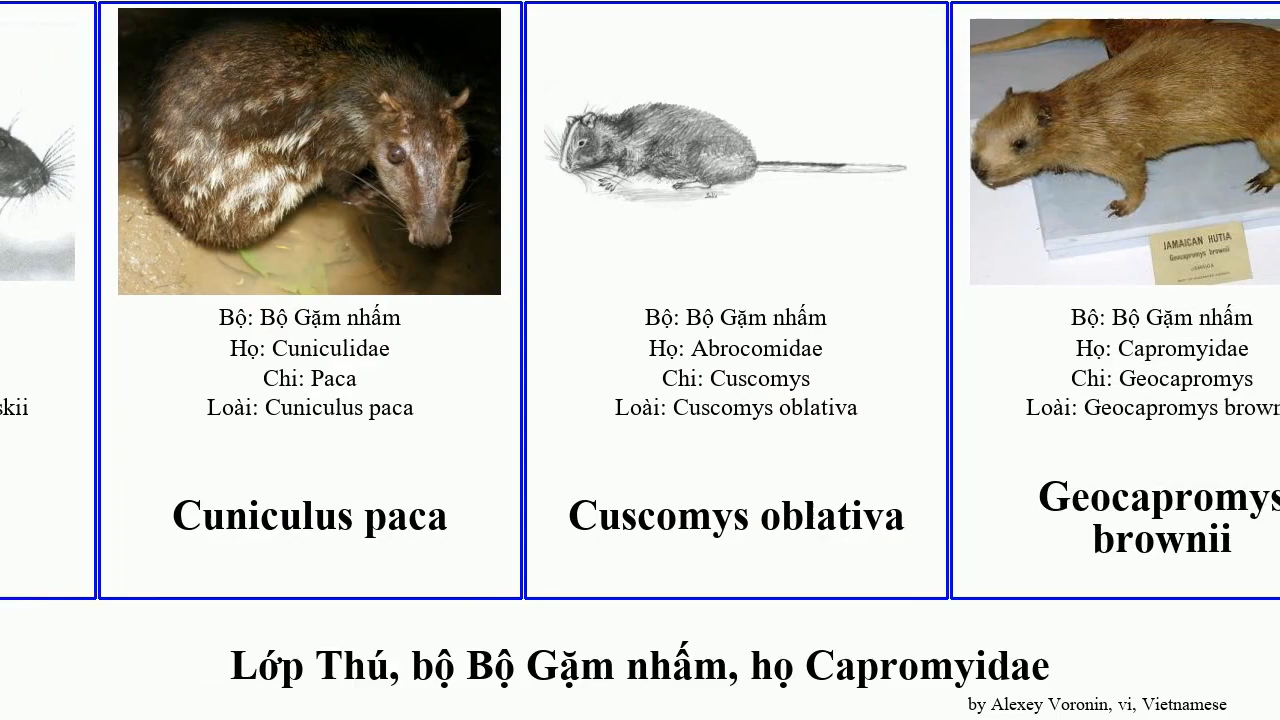 skii
Bộ: Bộ Gặm nhấm
Họ: Cuniculidae
Chi: Paca
Loài: Cuniculus paca
Cuniculus paca
Bộ: Bộ Gặm nhấm
Họ: Abrocomidae
Chi: Cuscomys
Loài: Cuscomys oblativa
Cuscomys oblativa
JAMAICAN HUTIA
Geocapromys brownii
JAMAICA
Bộ: Bộ Gặm nhấm
Họ: Capromyidae
Chi: Geocapromys
Loài: Geocapromys brown
Geocapromys
brownii
Lớp Thú, bộ Bộ Gặm nhấm, họ Capromyidae
by Alexey Voronin, vi, Vietnamese